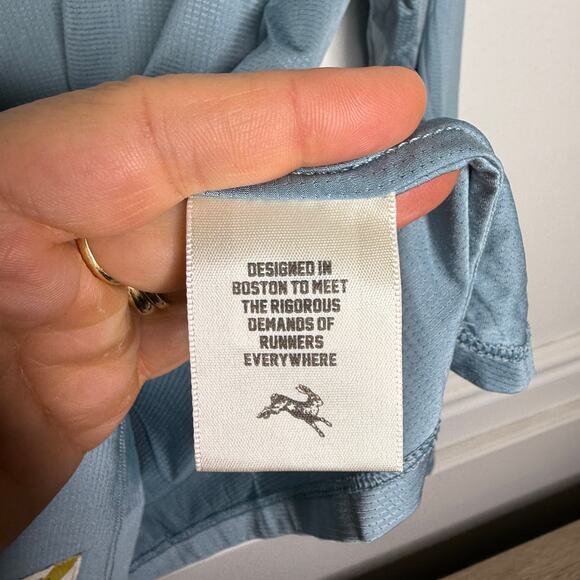 DESIGNED IN
BOSTON TO MEET
THE RIGOROUS
DEMANDS OF
RUNNERS
EVERYWHERE